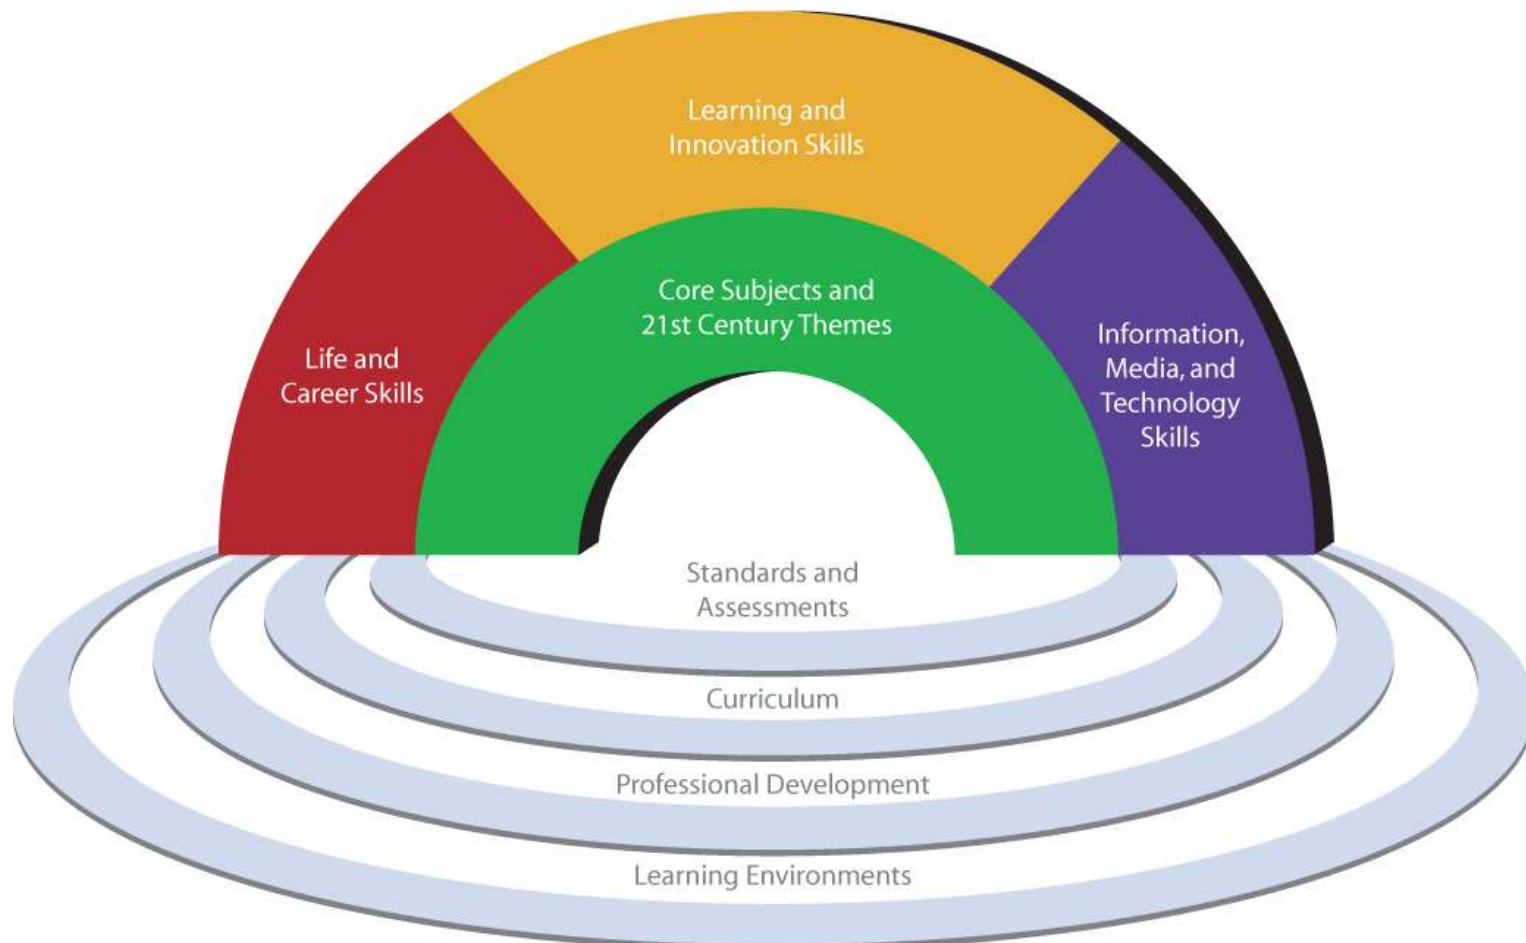 Learning and
Innovation Skills
Core Subjects and
21st Century Themes
Life and
Career Skills
Information,
Media, and
Technology
Skills
Standards and
Assessments
Curriculum
Professional Development
Learning Environments